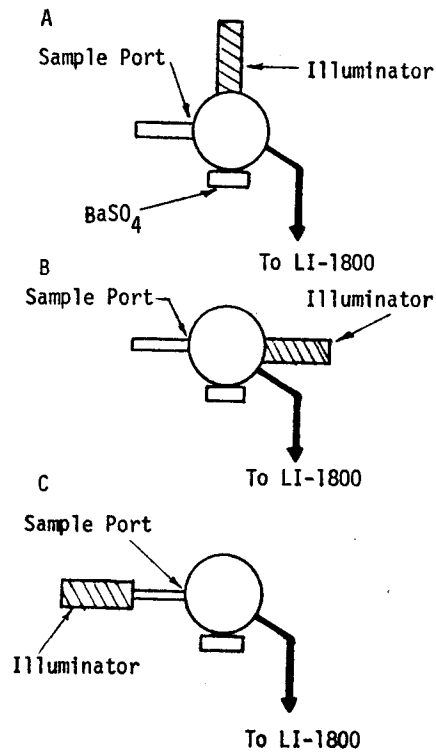 A
Sample Port
Illuminator
BaSO4
To LI-1800
B
Sample Port
Illuminator
To LI-1800
C
Sample Port
Illuminator
To LI-1800